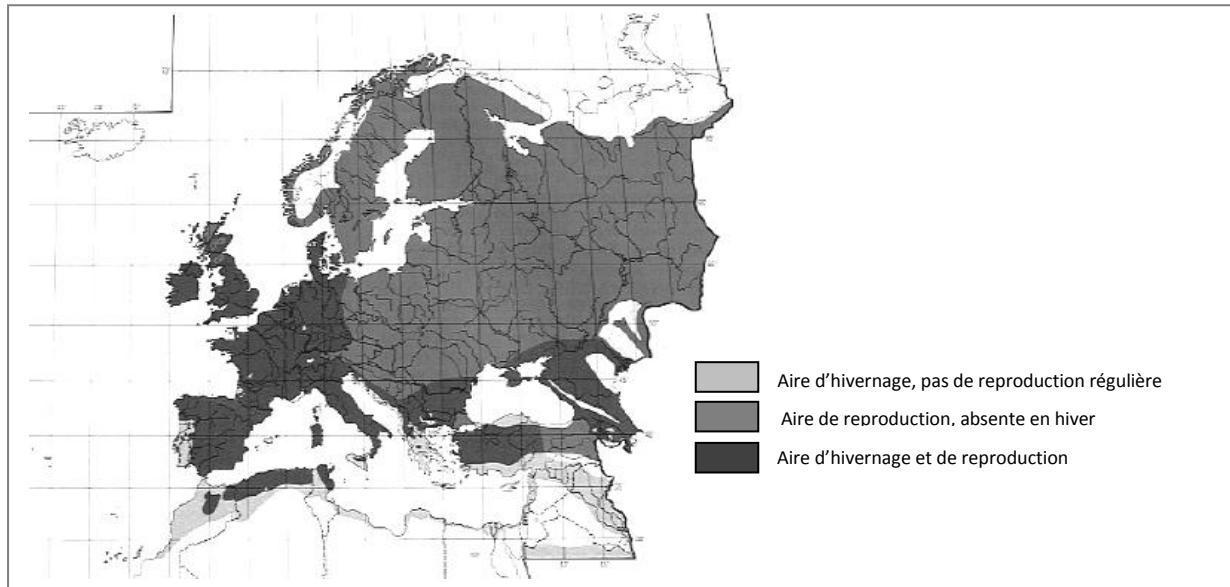 Aire d'hivernage, pas de reproduction régulière
Aire de reproduction, absente en hiver
Aire d'hivernage et de reproduction